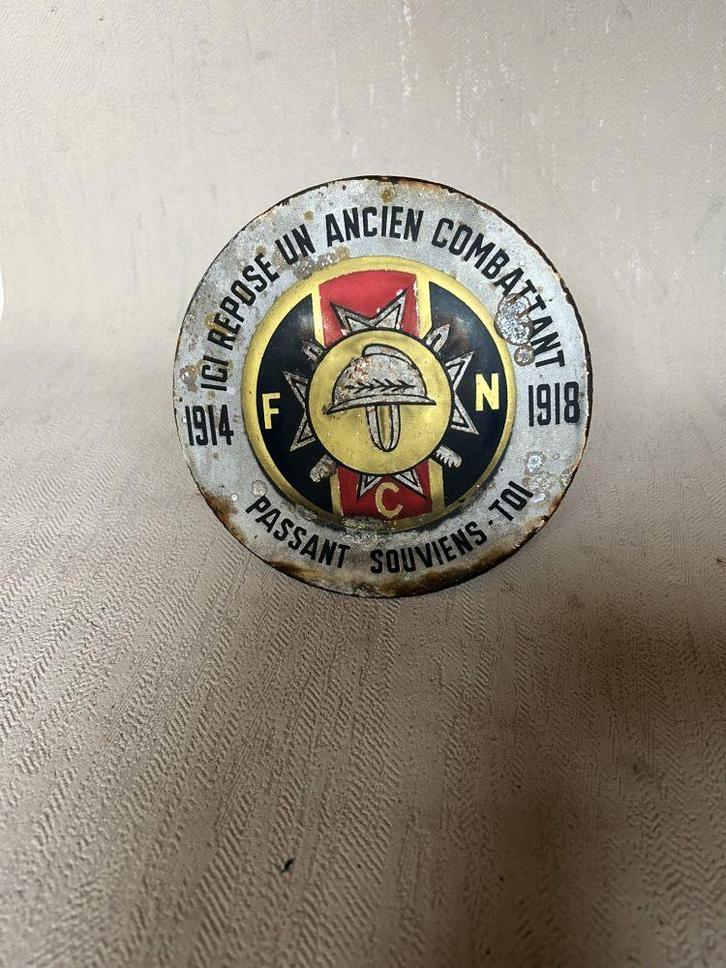 ICI REPOSE UN ANCIEN COMBATTANT
1914 1918
F N
C
PASSANT SOUVIENS - TOI